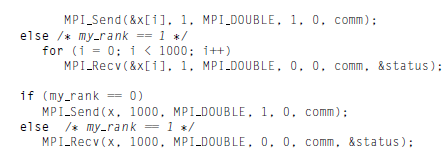 MPI_Send(&x[i], 1, MPI_DOUBLE, 1, 0, comm);
else /* my_rank == 1 */
for (i = 0; i < 1000; i++)
MPI_Recv(&x[i], 1, MPI_DOUBLE, 0, 0, comm, &status);
if (my_rank == 0)
MPI_Send(x, 1000, MPI_DOUBLE, 1, 0, comm);
else /* my_rank == 1 */
MPI_Recv(x, 1000, MPI_DOUBLE, 0, 0, comm, &status);